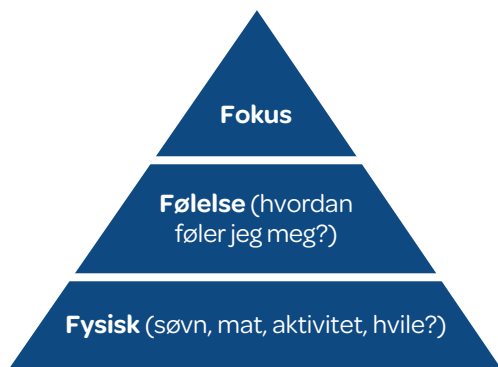 Fokus
Følelse (hvordan
føler jeg meg?)
Fysisk (søvn, mat, aktivitet, hvile?)